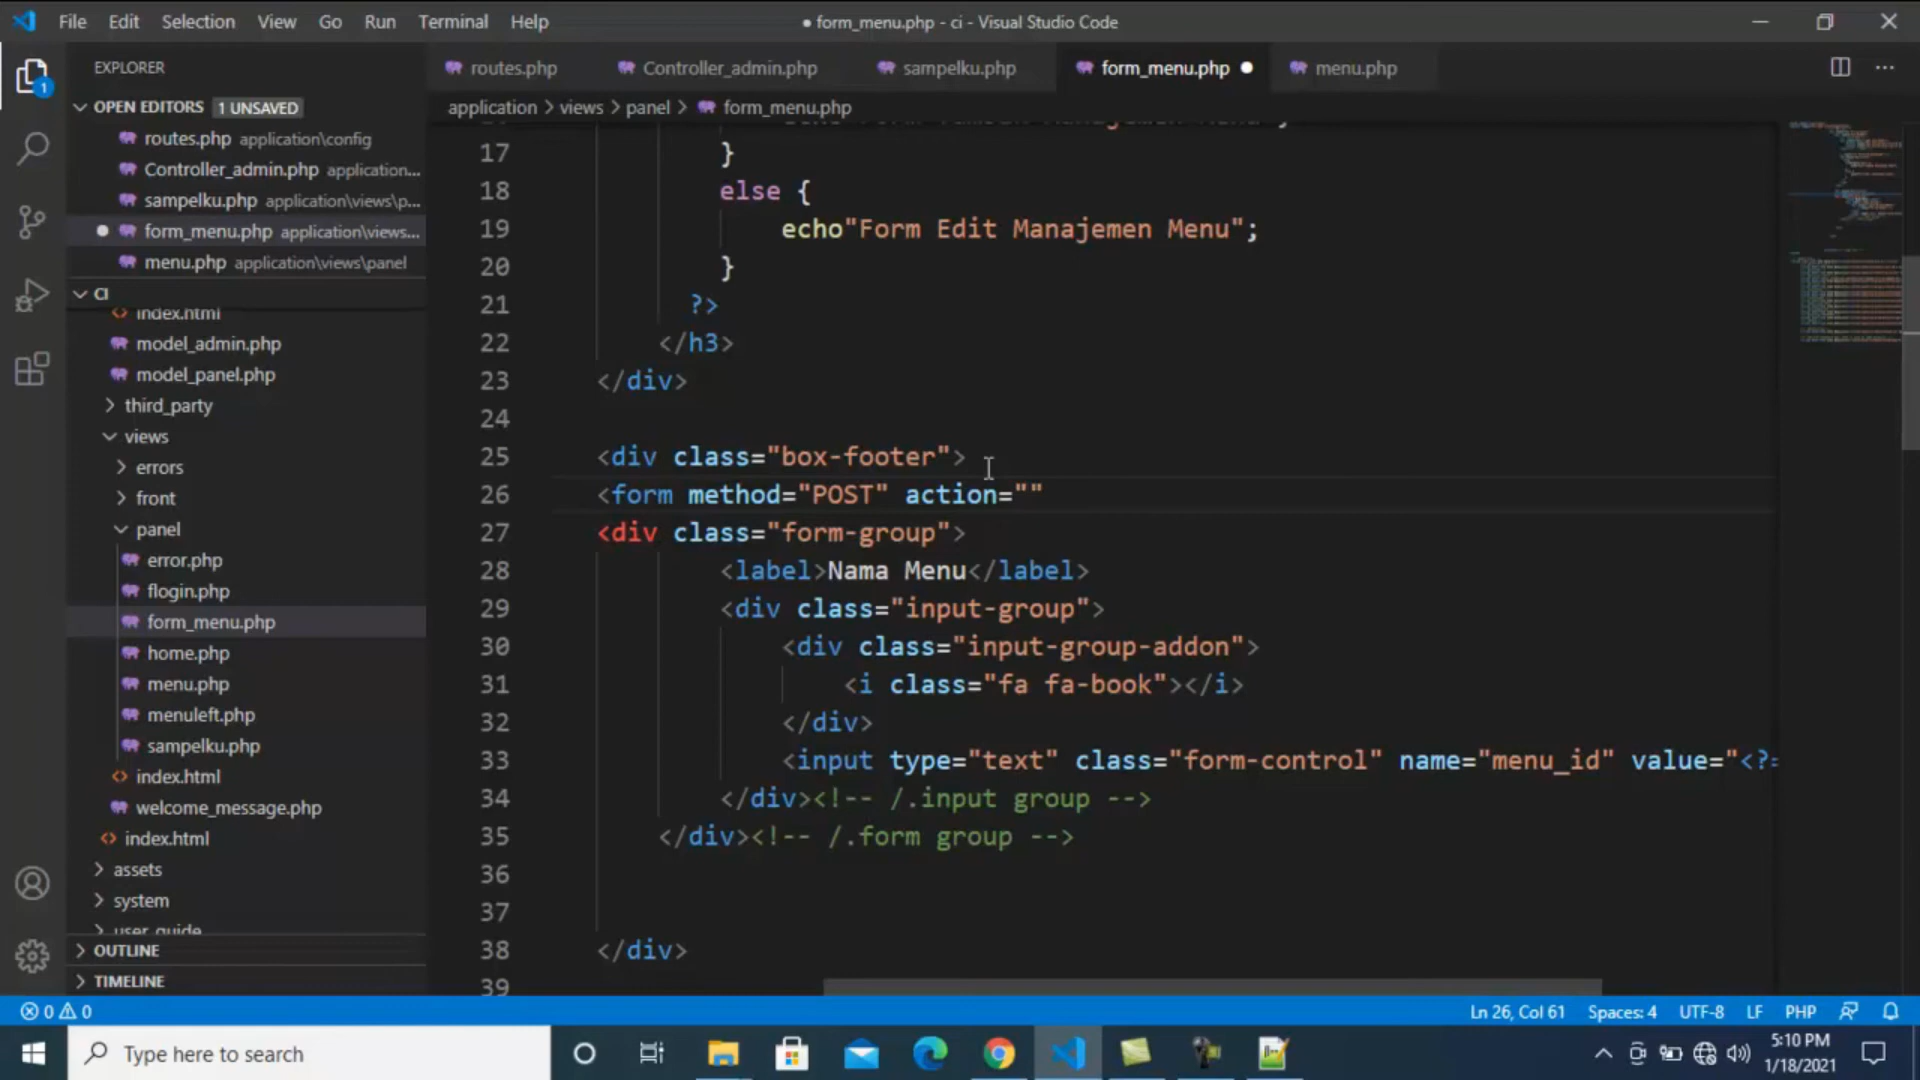 File Edit Selection View Go Run Terminal Help
● form_menu.php - ci - Visual Studio Code
EXPLORER
routes.php Controller_admin.php sampelku.php form_menu.php ● menu.php
OPEN EDITORS 1 UNSAVED
application > views > panel > form_menu.php
routes.php application\config
Controller_admin.php application...
sampelku.php application\views\p...
● form_menu.php application\views...
menu.php application\views\panel
CI
index.html
model_admin.php
model_panel.php
third_party
views
errors
front
panel
error.php
flogin.php
form_menu.php
home.php
menu.php
menuleft.php
sampelku.php
index.html
welcome_message.php
index.html
assets
system
user_guide
OUTLINE
TIMELINE
17 }
18 else {
19 echo"Form Edit Manajemen Menu";
20 }
21 ?>
22 </h3>
23 </div>
24
25 <div class="box-footer">
26 <form method="POST" action=""
27 <div class="form-group">
28 <label>Nama Menu</label>
29 <div class="input-group">
30 <div class="input-group-addon">
31 <i class="fa fa-book"></i>
32 </div>
33 <input type="text" class="form-control" name="menu_id" value="<?=
34 </div><!-- /.input group -->
35 </div><!-- /.form group -->
36
37
38 </div>
39
0 0 Ln 26, Col 61 Spaces: 4 UTF-8 LF PHP
Type here to search
5:10 PM
1/18/2021